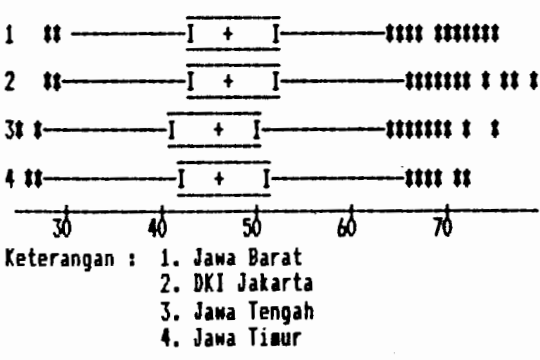 1 ** ---------------I + I-----------**** *******
2 **-------------I + I-------------******* * ** *
3* *-------------I + I-------------******* * *
4 **--------------I + I--------------**** **
30 40 50 60 70
Keterangan : 1. Jawa Barat
2. DKI Jakarta
3. Jawa Tengah
4. Jawa Timur